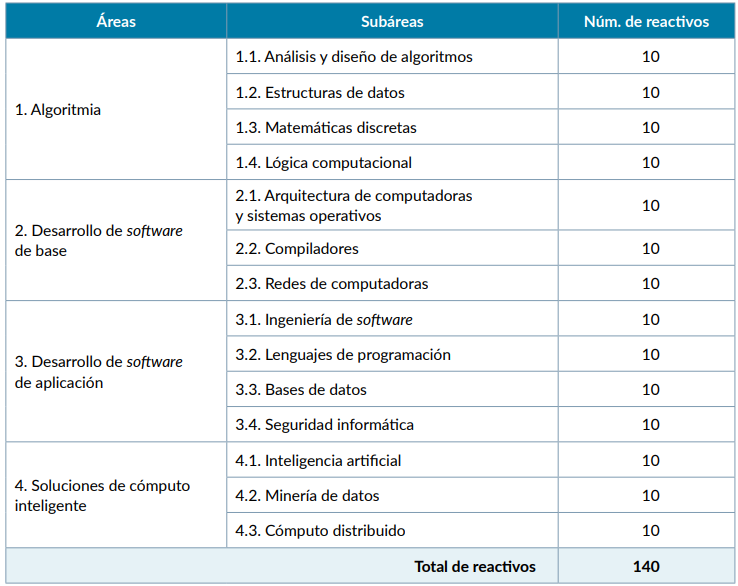 Áreas Subáreas Núm. de reactivos
1. Algoritmia
1.1. Análisis y diseño de algoritmos 10
1.2. Estructuras de datos 10
1.3. Matemáticas discretas 10
1.4. Lógica computacional 10
2. Desarrollo de software
de base
2.1. Arquitectura de computadoras
y sistemas operativos 10
2.2. Compiladores 10
2.3. Redes de computadoras 10
3. Desarrollo de software
de aplicación
3.1. Ingeniería de software 10
3.2. Lenguajes de programación 10
3.3. Bases de datos 10
3.4. Seguridad informática 10
4. Soluciones de cómputo
inteligente
4.1. Inteligencia artificial 10
4.2. Minería de datos 10
4.3. Cómputo distribuido 10
Total de reactivos 140